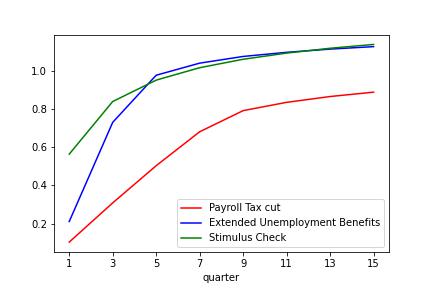 1.0
0.8
0.6
0.4
0.2
Payroll Tax cut
Extended Unemployment Benefits
Stimulus Check
1 3 5 7 9 11 13 15
quarter